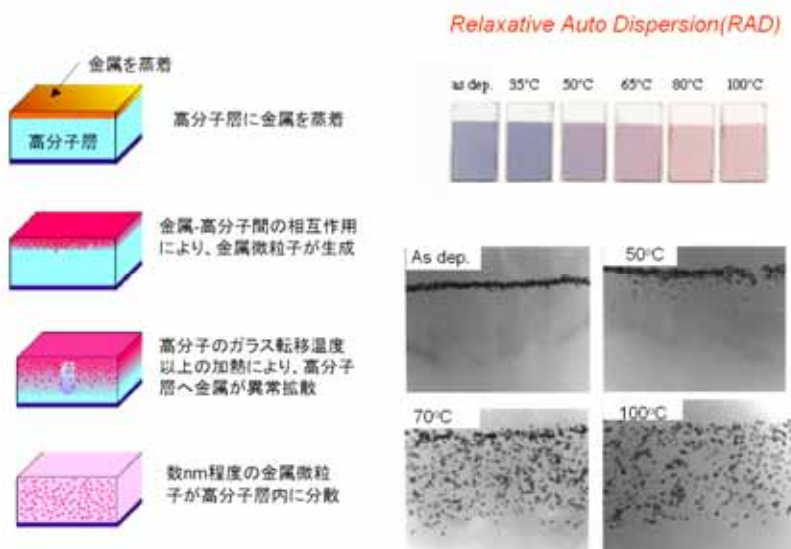 Relaxative Auto Dispersion(RAD)
金属を蒸着
高分子層
高分子層に金属を蒸着
金属-高分子間の相互作用
により、金属微粒子が生成
高分子のガラス転移温度
以上の加熱により、高分子
層へ金属が異常拡散
数nm程度の金属微粒
子が高分子層内に分散
as dep. 35°C 50°C 65°C 80°C 100°C
As dep.
50°C
70°C
100°C